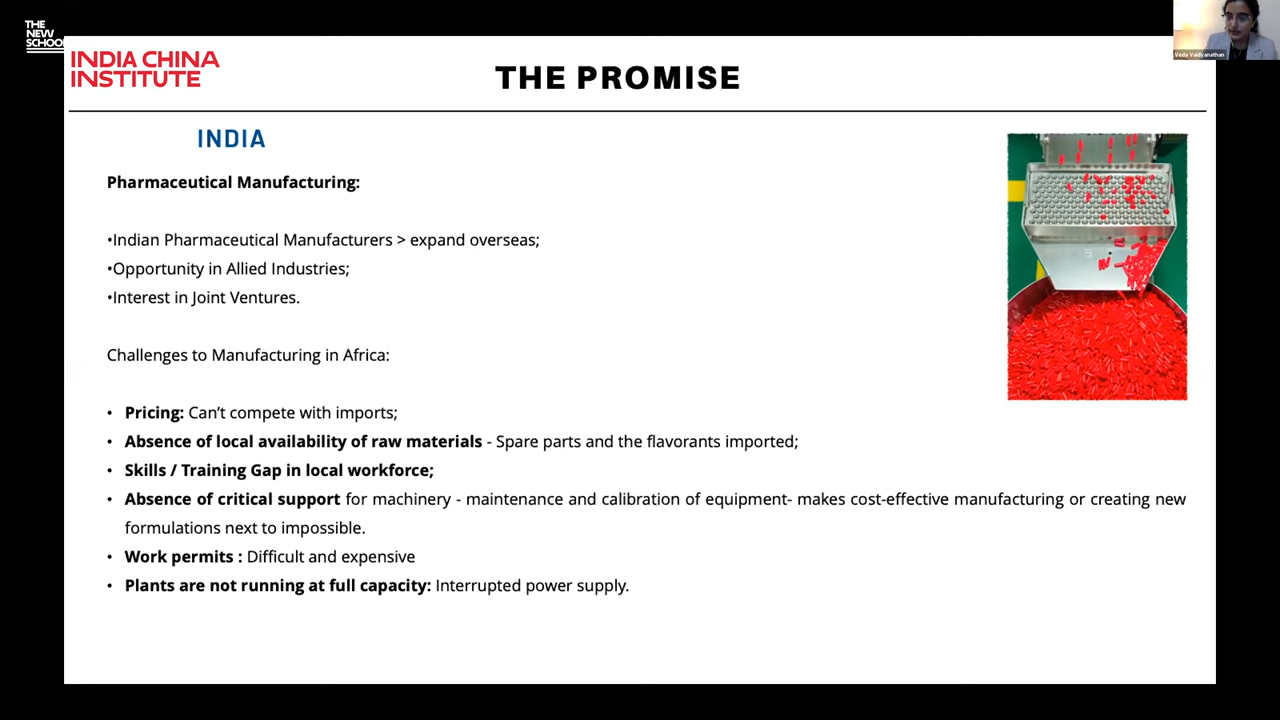 THE
NEW
SCHOOL
INDIA CHINA
INSTITUTE
THE PROMISE
Veda Vaidyanathan
INDIA
Pharmaceutical Manufacturing:
•Indian Pharmaceutical Manufacturers > expand overseas;
•Opportunity in Allied Industries;
•Interest in Joint Ventures.
Challenges to Manufacturing in Africa:
• Pricing: Can’t compete with imports;
• Absence of local availability of raw materials - Spare parts and the flavorants imported;
• Skills / Training Gap in local workforce;
• Absence of critical support for machinery - maintenance and calibration of equipment- makes cost-effective manufacturing or creating new
formulations next to impossible.
• Work permits : Difficult and expensive
• Plants are not running at full capacity: Interrupted power supply.